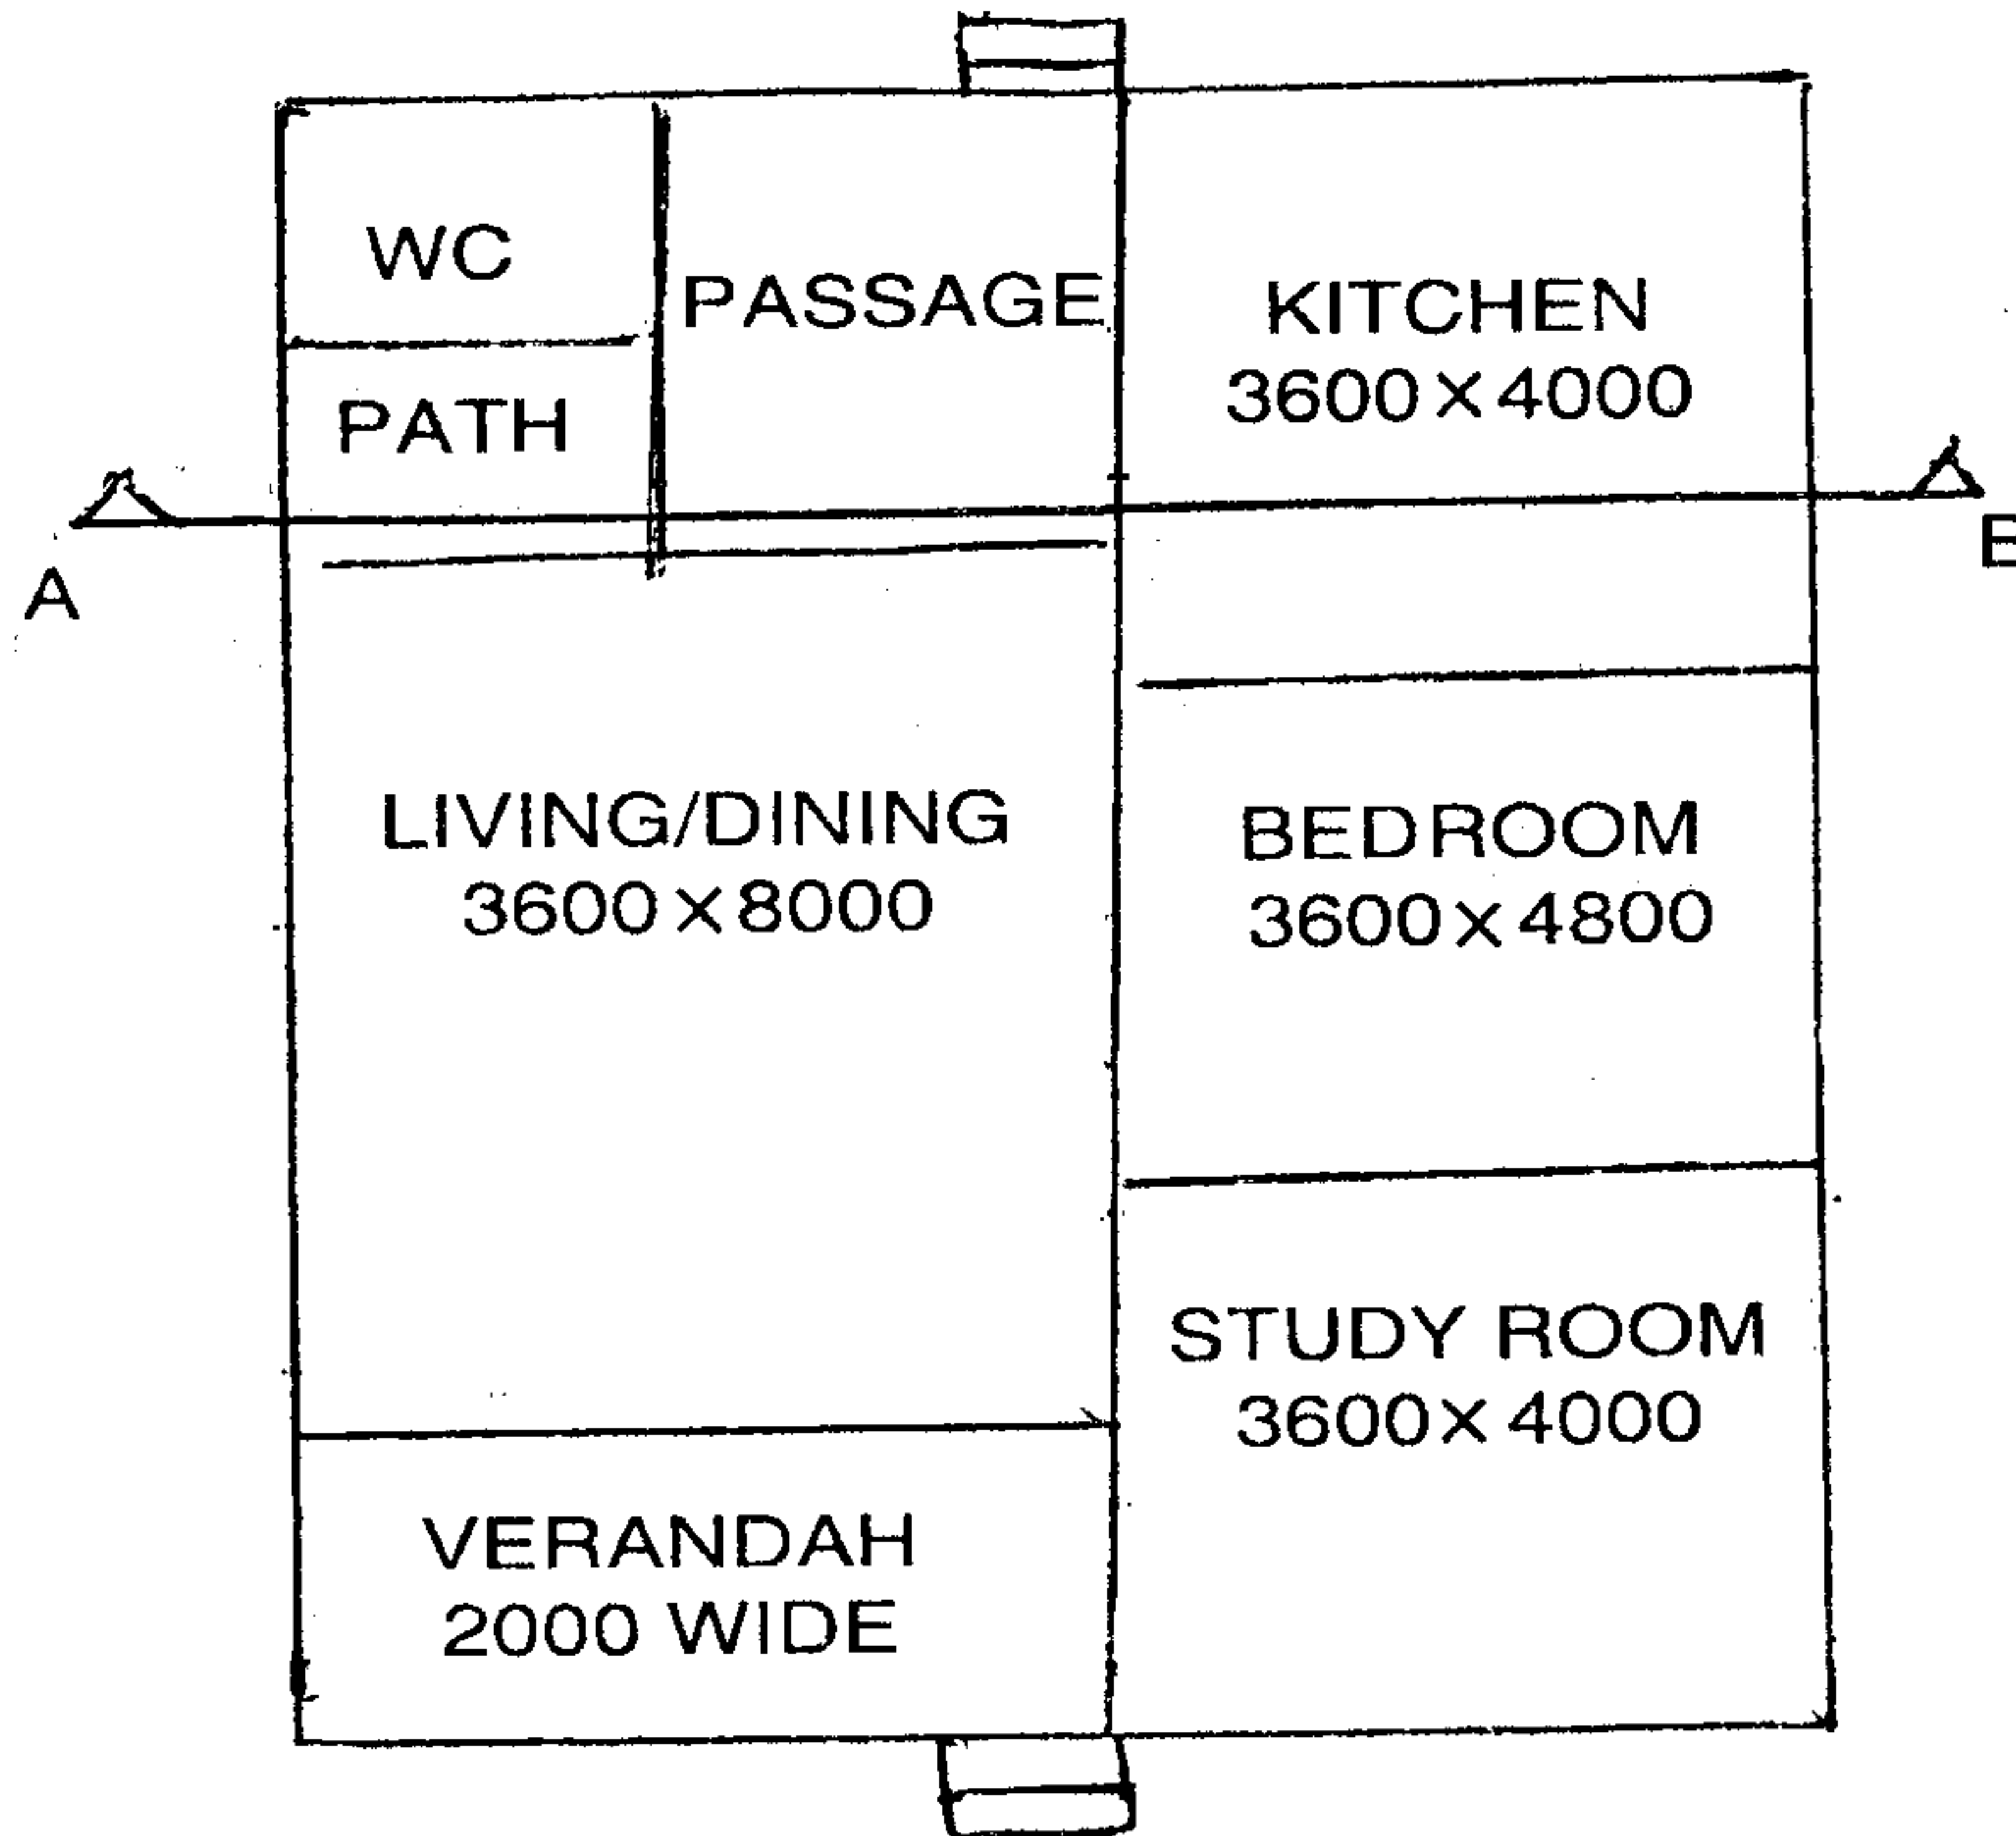 WC
PATH
PASSAGE
KITCHEN
3600 × 4000
A
B
LIVING/DINING
3600 × 8000
BEDROOM
3600 × 4800
STUDY ROOM
3600 × 4000
VERANDAH
2000 WIDE